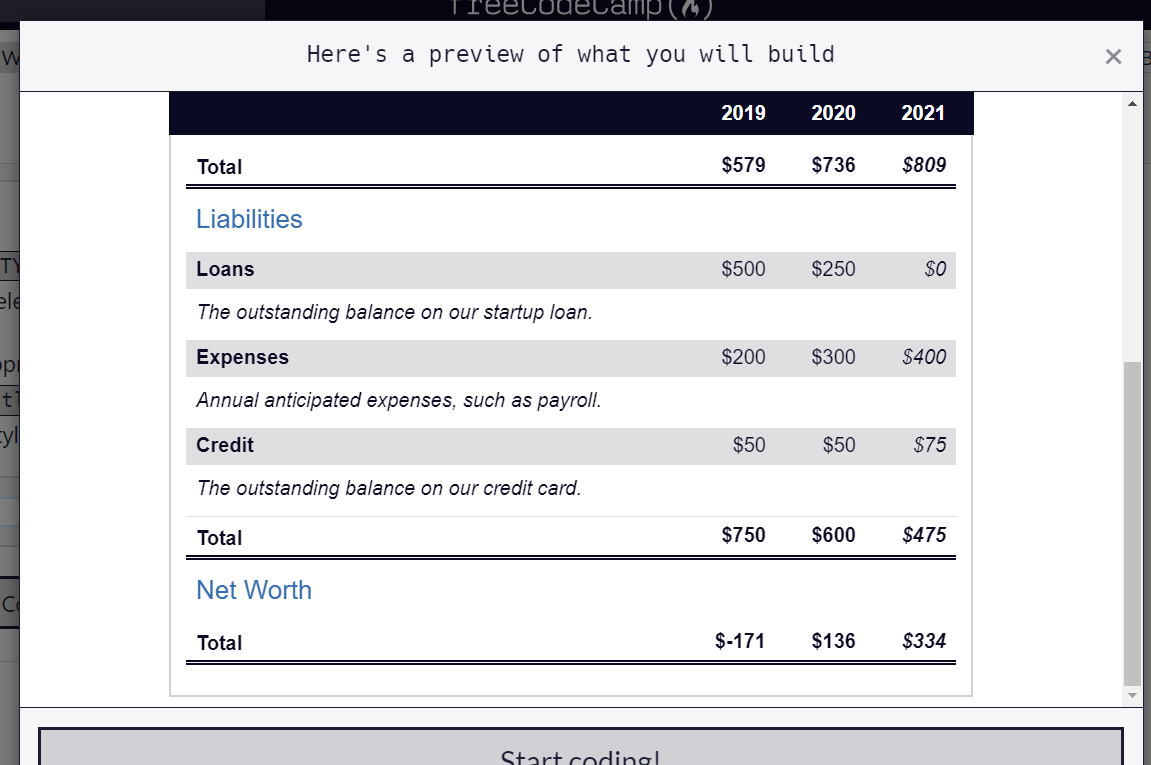 freeCodeCamp
Here's a preview of what you will build ×
2019 2020 2021
Total $579 $736 $809
Liabilities
Loans $500 $250 $0
The outstanding balance on our startup loan.
Expenses $200 $300 $400
Annual anticipated expenses, such as payroll.
Credit $50 $50 $75
The outstanding balance on our credit card.
Total $750 $600 $475
Net Worth
Total $-171 $136 $334
Start coding!